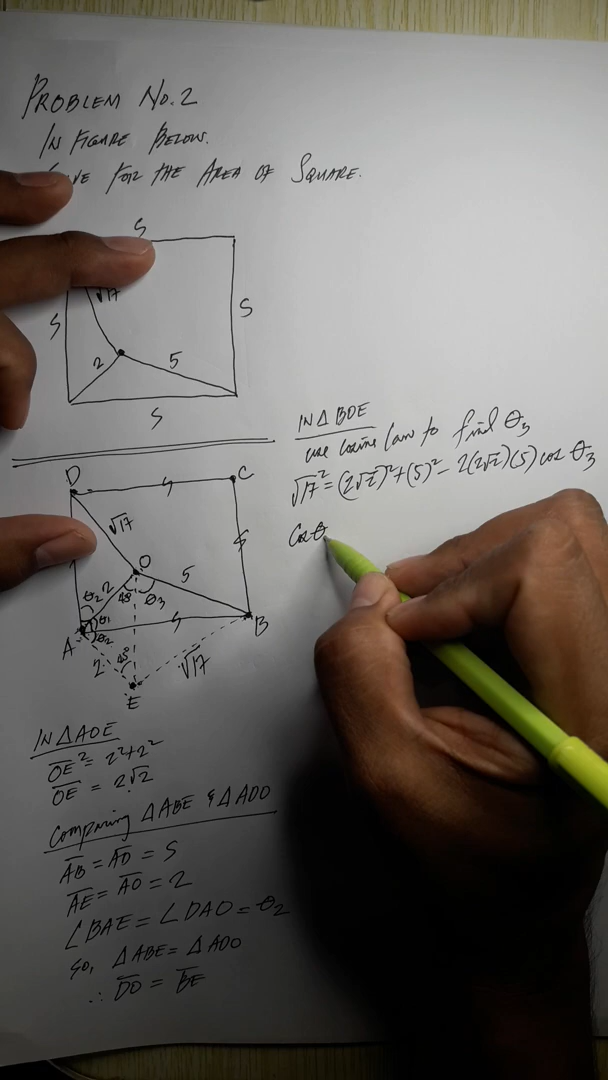 PROBLEM NO.2
IN FIGURE BELOW.
FOR THE AREA OF SQUARE.
S
√17
S
S
2
5
S
D
C
√17
O
5
2
θ2
45°
θ3
θ1
A
θ2
B
2
45°
√17
E
IN △AOE
OE² = 2²+2²
OE = 2√2
Comparing △ABE & △ADO
AB = AD = S
AE = AO = 2
∠BAE = ∠DAO = θ2
SO, △ABE = △ADO
∴ DO = BE
IN △BOE
use cosine law to find θ3
√17² = (2√2)² + (5)² - 2(2√2)(5) cos θ3
Cos θ